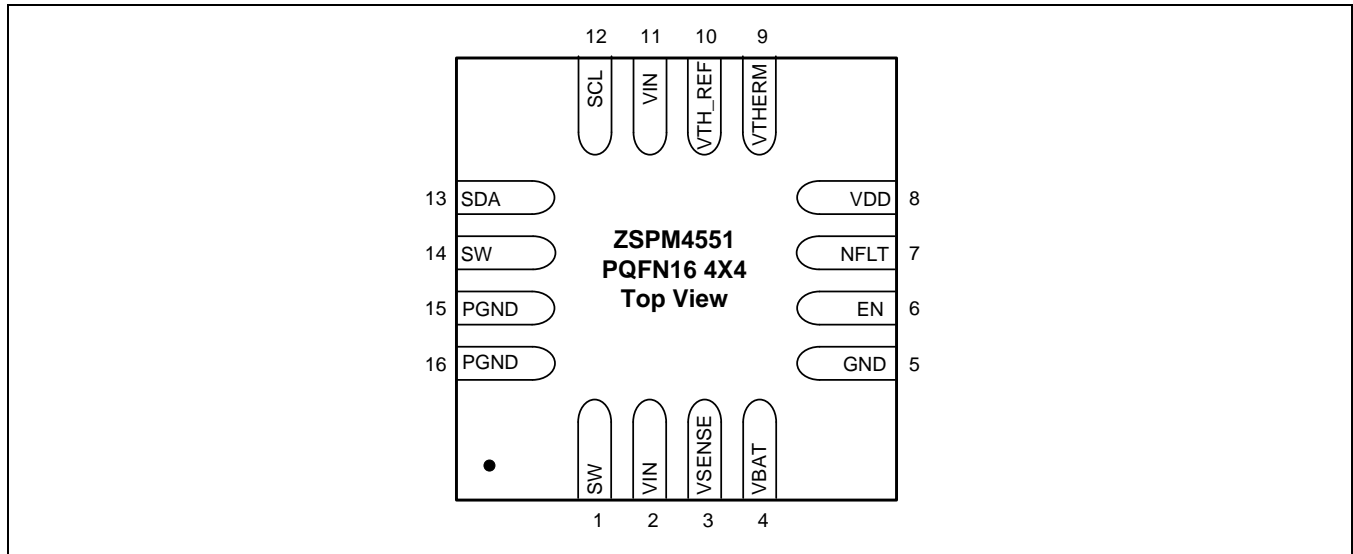 12 11 10 9
SCL VIN VTH_REF VTHERM
13 SDA
VDD 8
14 SW
NFLT 7
15 PGND
EN 6
16 PGND
GND 5
ZSPM4551
PQFN16 4X4
Top View
SW VIN VSENSE VBAT
1 2 3 4